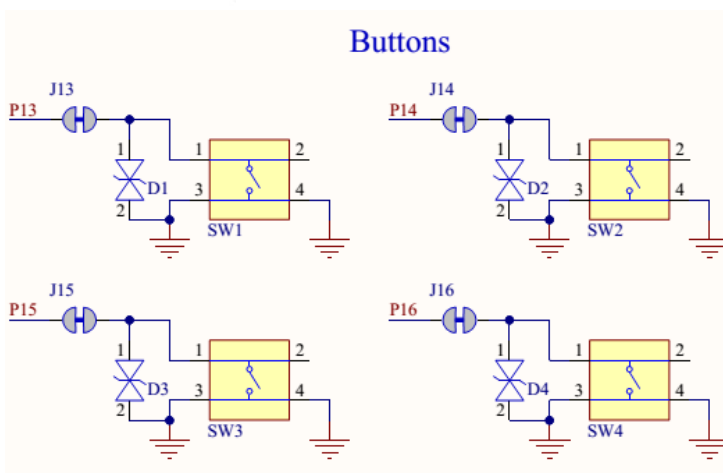 Buttons
J13 J14
P13 P14
1 1 2 1 1 2
D1 D2
2 3 4 2 3 4
SW1 SW2
J15 J16
P15 P16
1 1 2 1 1 2
D3 D4
2 3 4 2 3 4
SW3 SW4